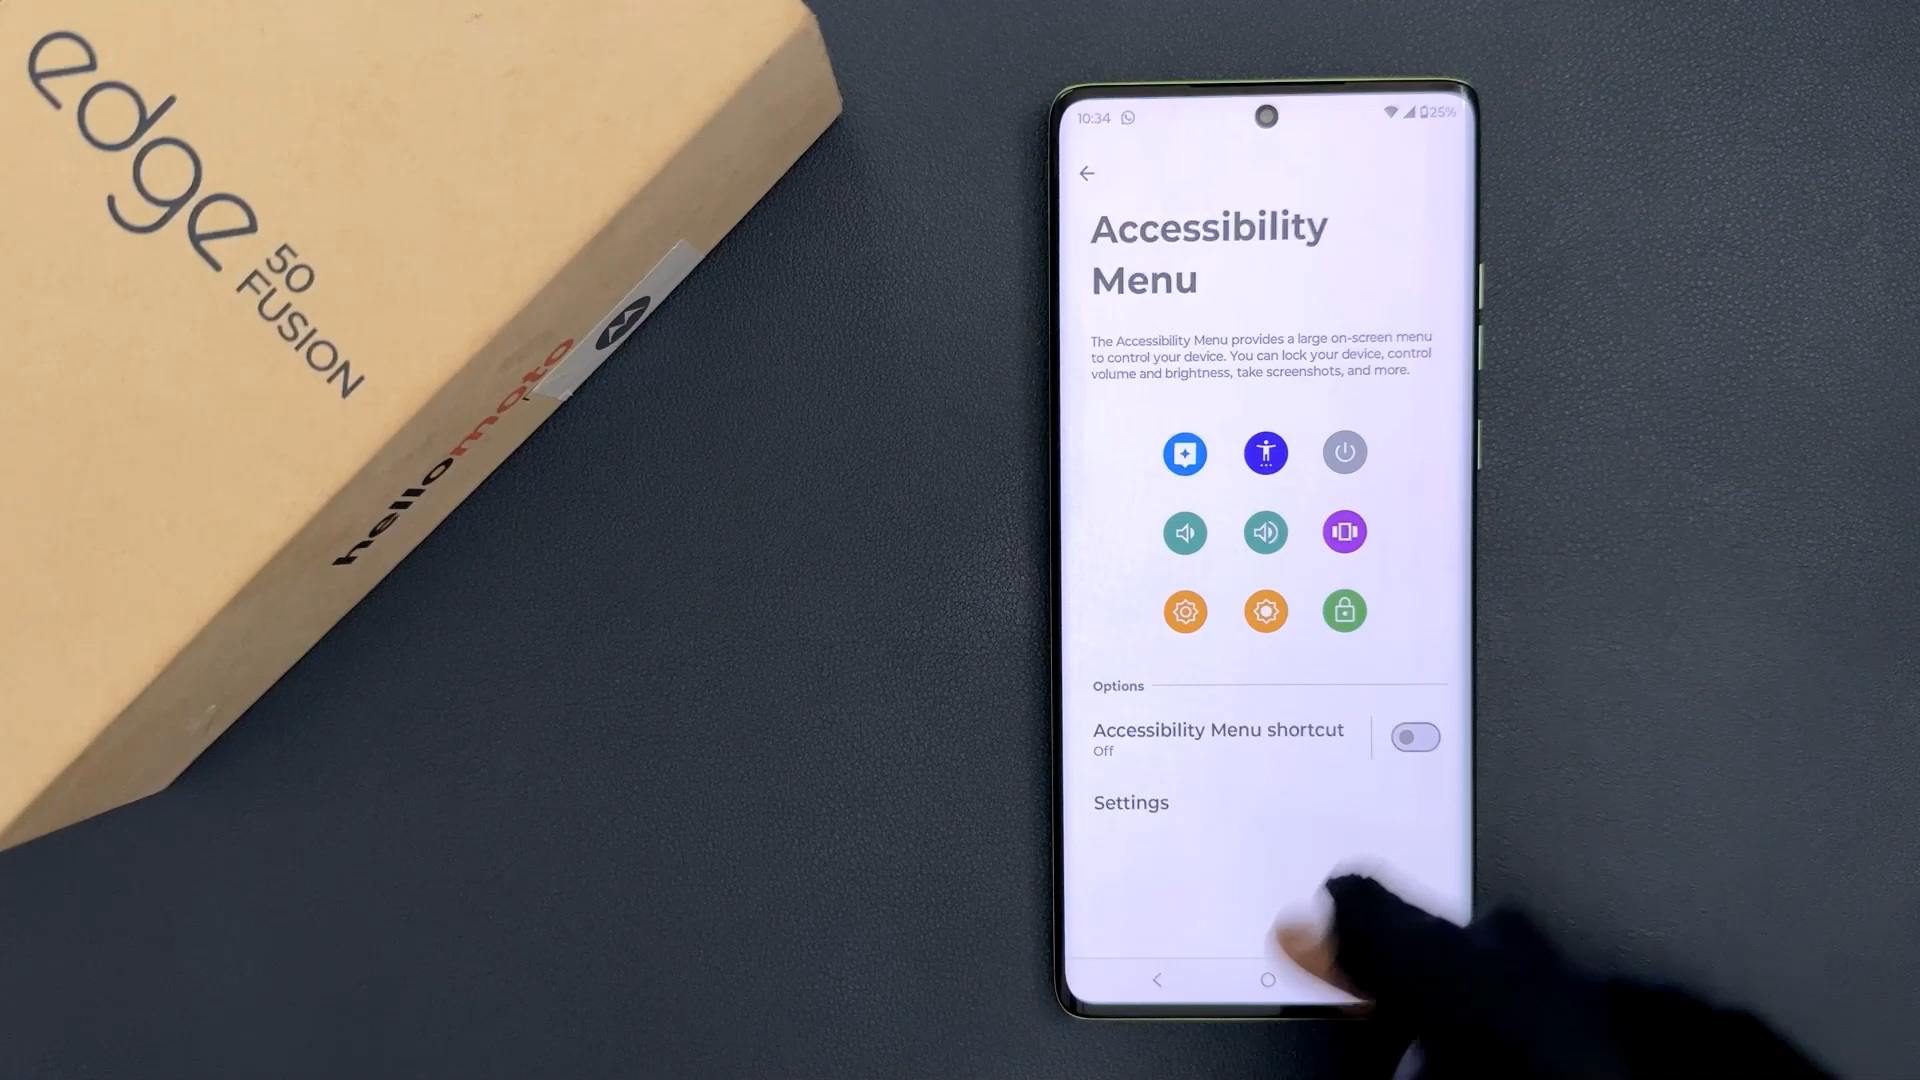 edge
50
FUSION
hellomoto
10:34
25%
Accessibility
Menu
The Accessibility Menu provides a large on-screen menu
to control your device. You can lock your device, control
volume and brightness, take screenshots, and more.
Options
Accessibility Menu shortcut
Off
Settings